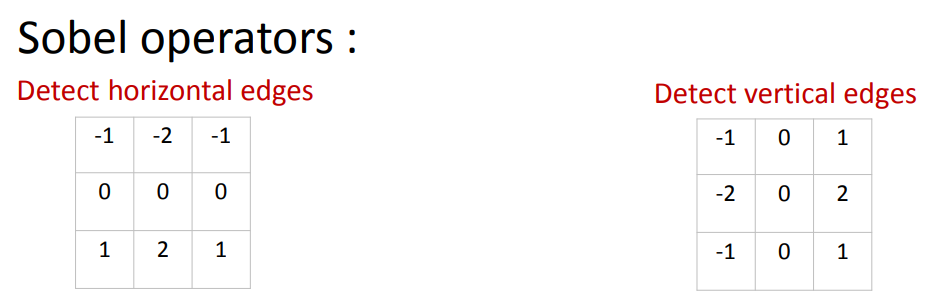 Sobel operators :
Detect horizontal edges
-1 -2 -1
0 0 0
1 2 1
Detect vertical edges
-1 0 1
-2 0 2
-1 0 1